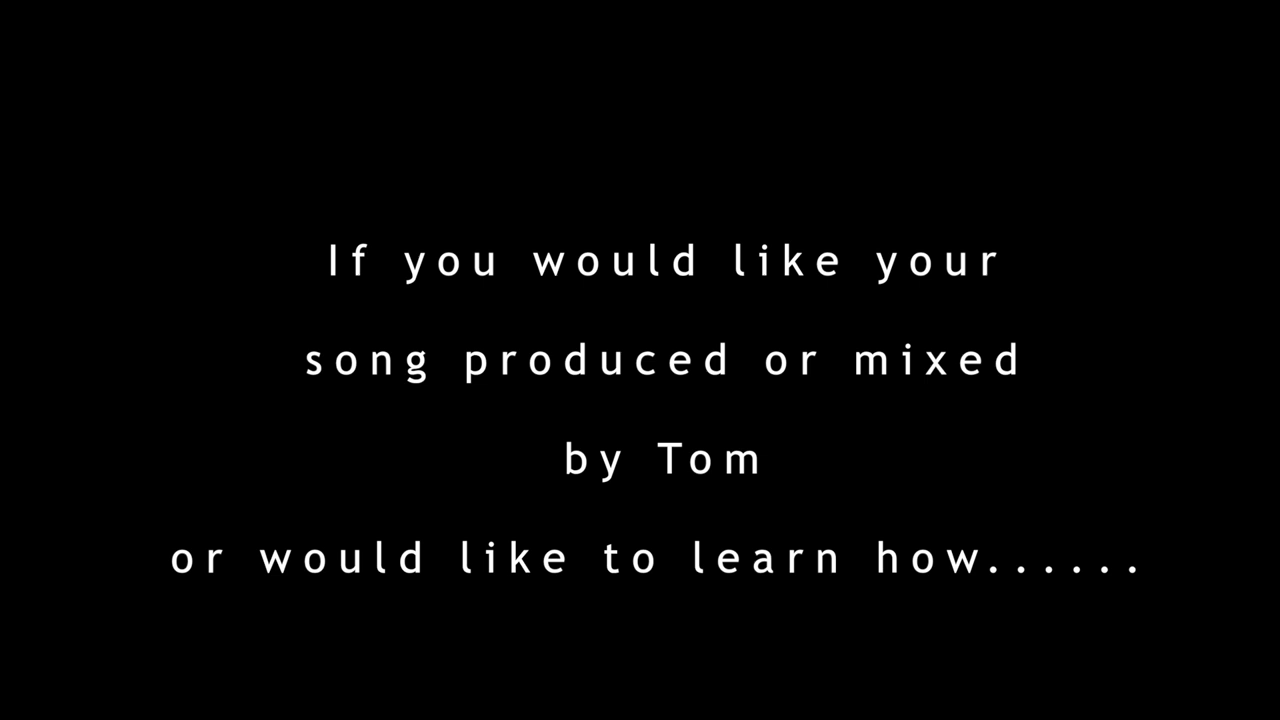 If you would like your
song produced or mixed
by Tom
or would like to learn how......